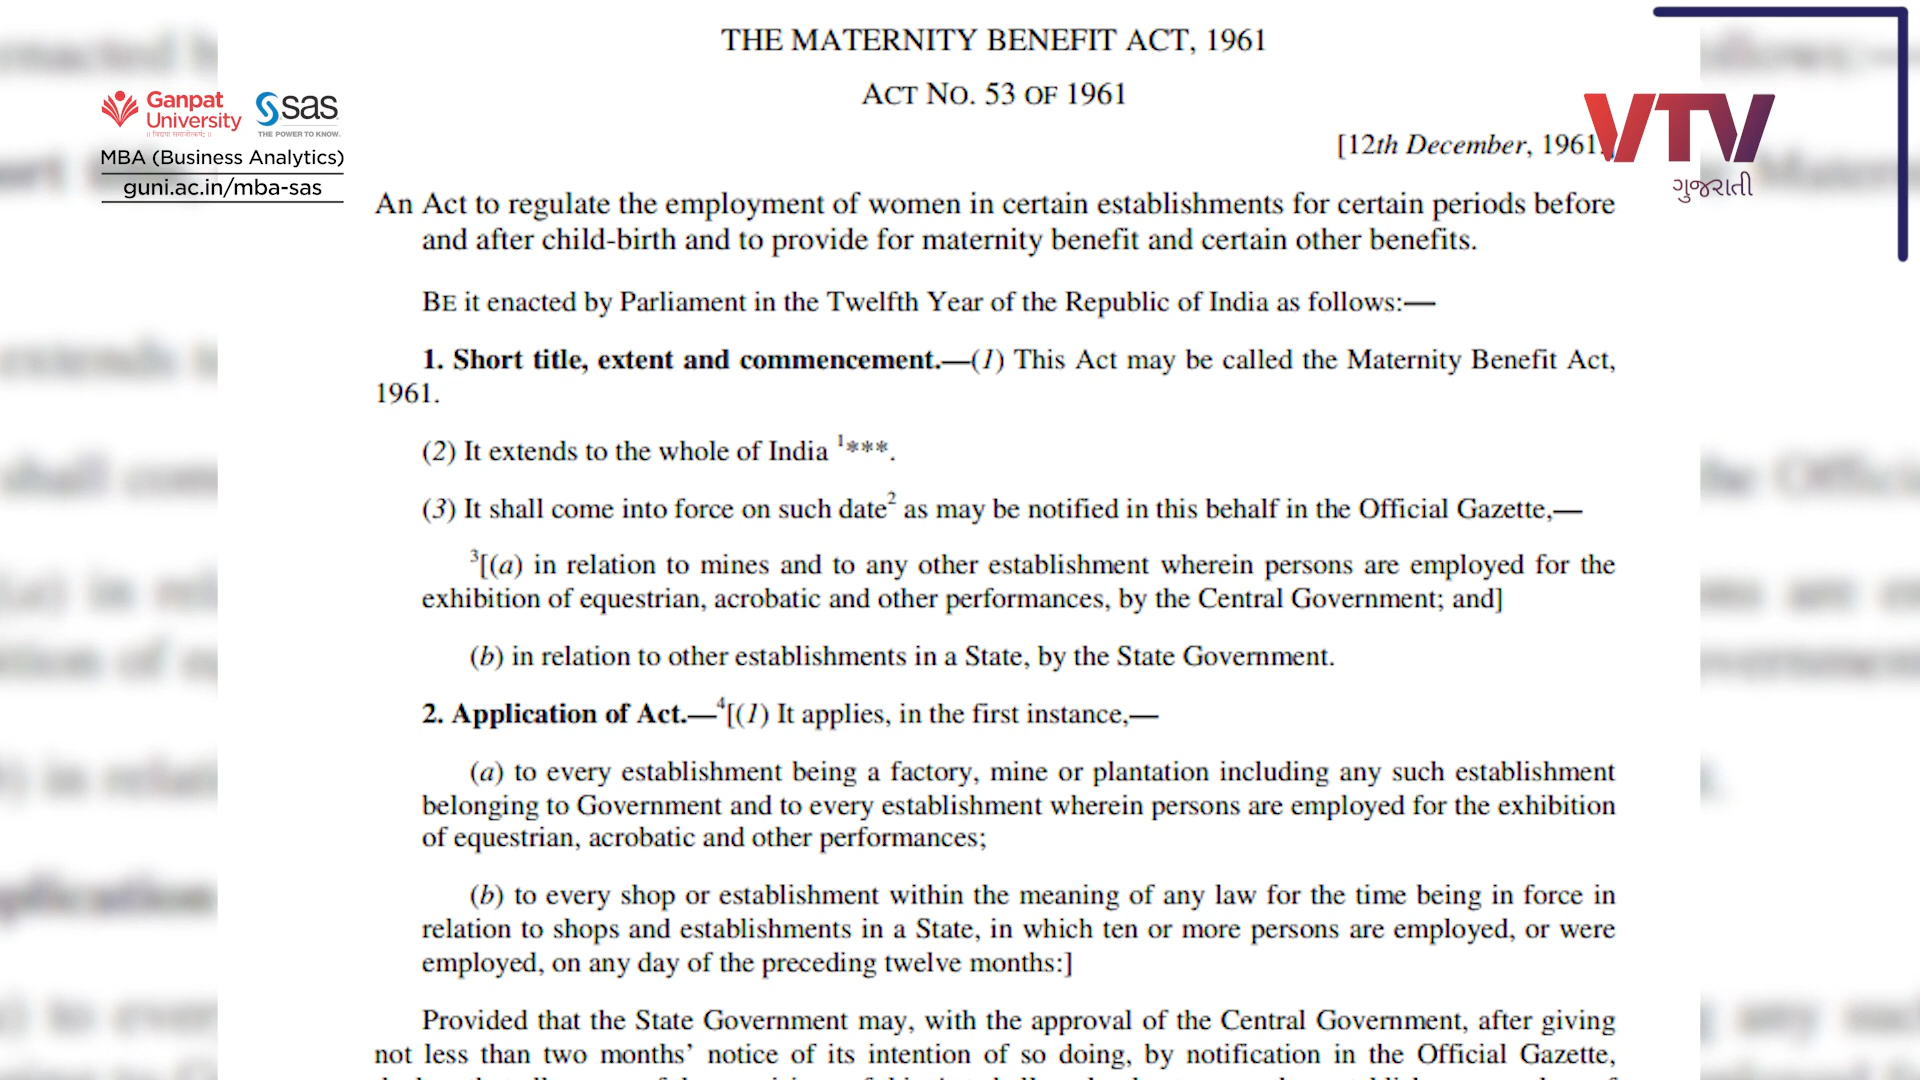 THE MATERNITY BENEFIT ACT, 1961
ACT NO. 53 OF 1961
[12th December, 1961.
Ganpat University
॥ विद्यया समाजोत्कर्षः ॥
sas
THE POWER TO KNOW.
MBA (Business Analytics)
guni.ac.in/mba-sas
VTV
ગુજરાતી
An Act to regulate the employment of women in certain establishments for certain periods before
and after child-birth and to provide for maternity benefit and certain other benefits.
BE it enacted by Parliament in the Twelfth Year of the Republic of India as follows:—
1. Short title, extent and commencement.—(1) This Act may be called the Maternity Benefit Act,
1961.
(2) It extends to the whole of India 1***.
(3) It shall come into force on such date2 as may be notified in this behalf in the Official Gazette,—
3[(a) in relation to mines and to any other establishment wherein persons are employed for the
exhibition of equestrian, acrobatic and other performances, by the Central Government; and]
(b) in relation to other establishments in a State, by the State Government.
2. Application of Act.—4[(1) It applies, in the first instance,—
(a) to every establishment being a factory, mine or plantation including any such establishment
belonging to Government and to every establishment wherein persons are employed for the exhibition
of equestrian, acrobatic and other performances;
(b) to every shop or establishment within the meaning of any law for the time being in force in
relation to shops and establishments in a State, in which ten or more persons are employed, or were
employed, on any day of the preceding twelve months:]
Provided that the State Government may, with the approval of the Central Government, after giving
not less than two months' notice of its intention of so doing, by notification in the Official Gazette,